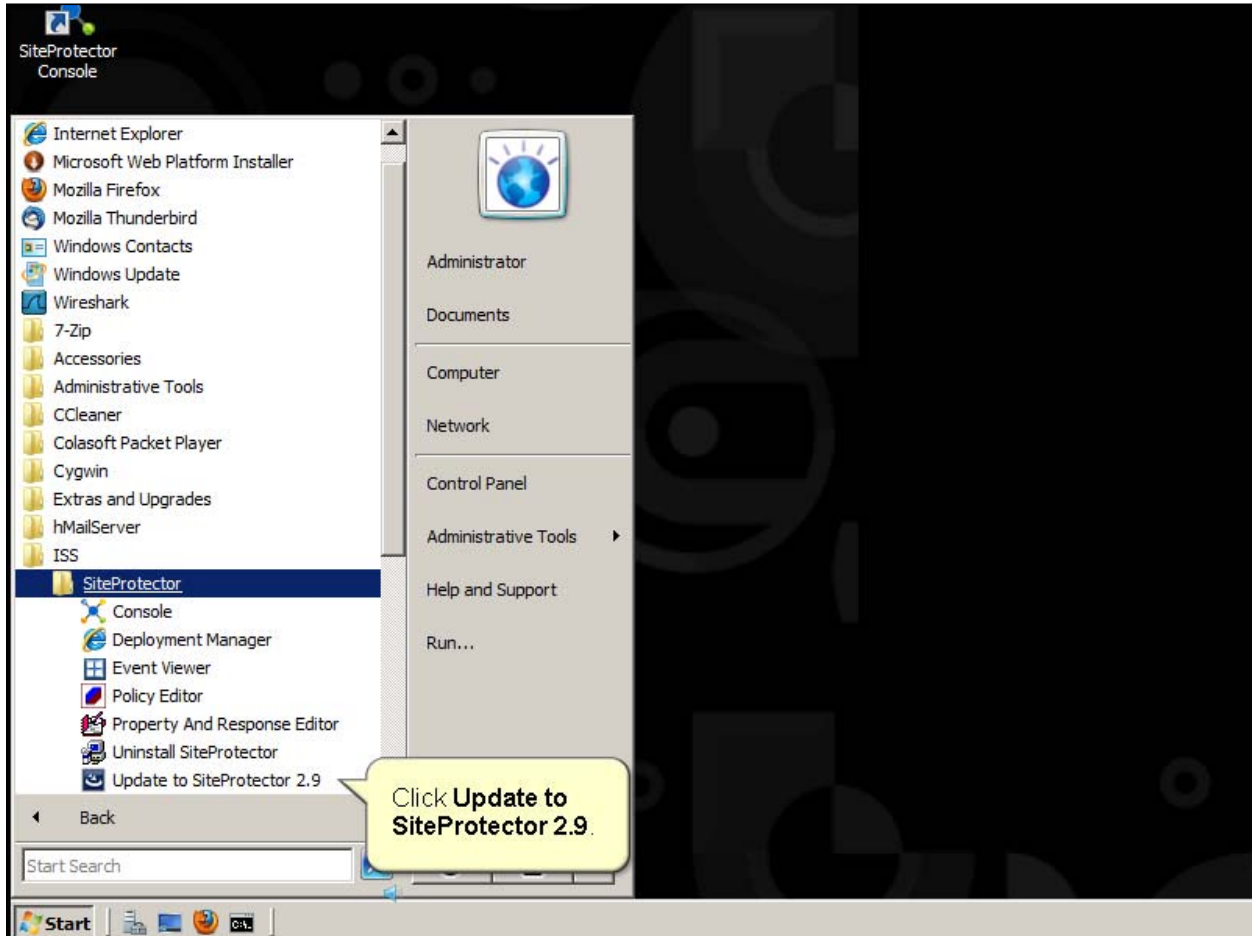 SiteProtector
Console
Internet Explorer
Microsoft Web Platform Installer
Mozilla Firefox
Mozilla Thunderbird
Windows Contacts
Windows Update
Wireshark
7-Zip
Accessories
Administrative Tools
CCleaner
Colasoft Packet Player
Cygwin
Extras and Upgrades
hMailServer
ISS
SiteProtector
Console
Deployment Manager
Event Viewer
Policy Editor
Property And Response Editor
Uninstall SiteProtector
Update to SiteProtector 2.9
Back
Start Search
Administrator
Documents
Computer
Network
Control Panel
Administrative Tools
Help and Support
Run...
Click Update to
SiteProtector 2.9.
Start